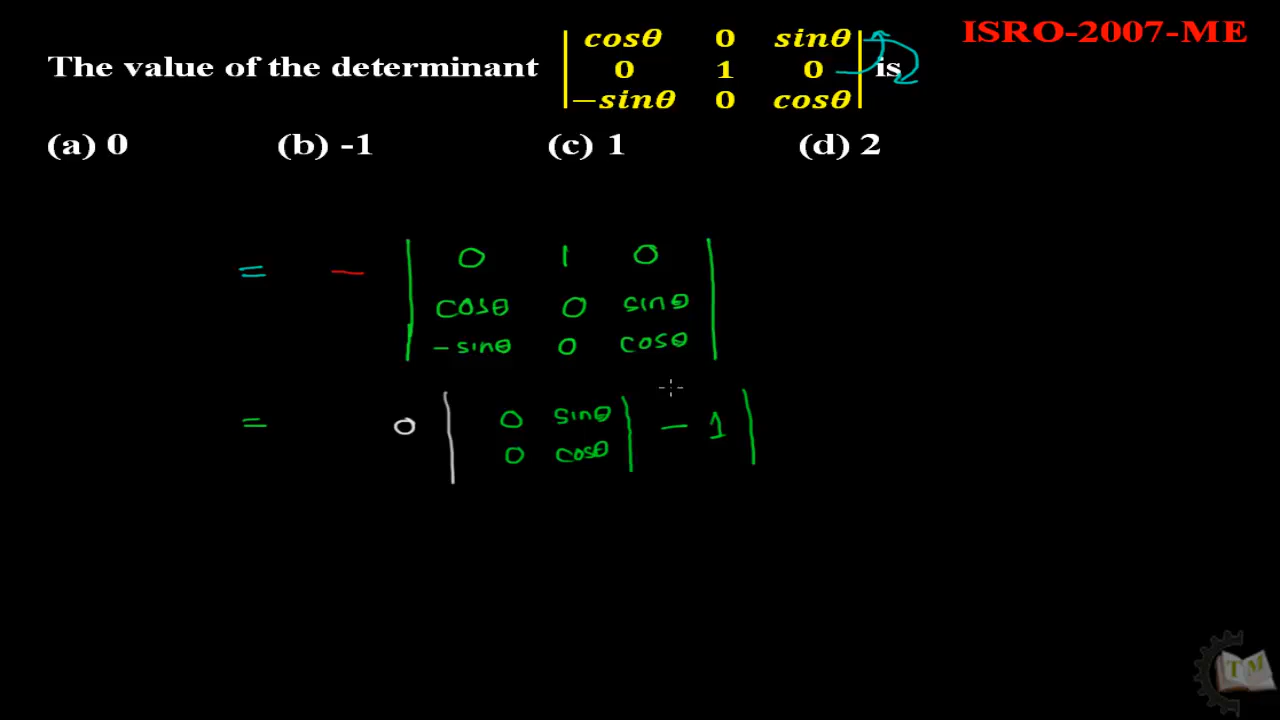 ISRO-2007-ME
cosθ 0 sinθ
The value of the determinant 0 1 0 is
−sinθ 0 cosθ
(a) 0 (b) -1 (c) 1 (d) 2
0 1 0
= −
cosθ 0 sinθ
-sinθ 0 cosθ
0 sinθ
= 0 | | − 1 |
0 cosθ
TM